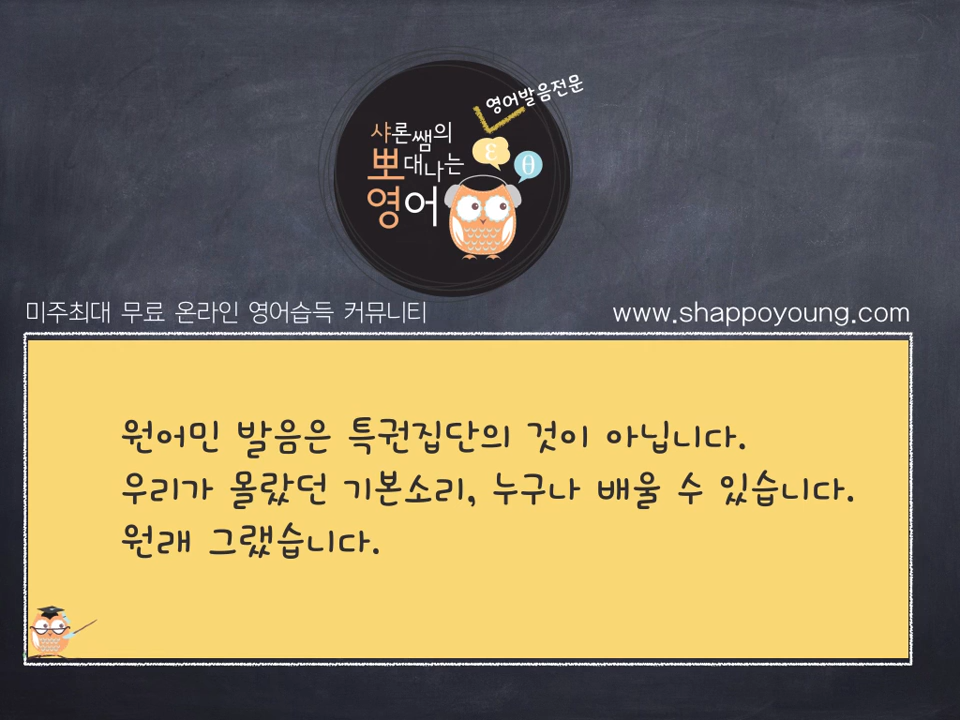 영어발음전문
샤론쌤의
뽀대나는
영어
ε
θ
미주최대 무료 온라인 영어습득 커뮤니티
www.shappoyoung.com
원어민 발음은 특권집단의 것이 아닙니다.
우리가 몰랐던 기본소리, 누구나 배울 수 있습니다.
원래 그랬습니다.